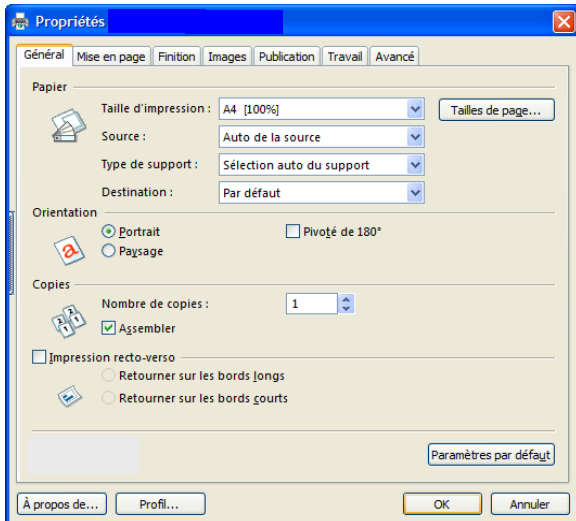 Propriétés
Général Mise en page Finition Images Publication Travail Avancé
Papier
Taille d'impression : A4 [100%] Tailles de page...
Source : Auto de la source
Type de support : Sélection auto du support
Destination : Par défaut
Orientation
Portrait Pivoté de 180°
Paysage
Copies
Nombre de copies : 1
Assembler
Impression recto-verso
Retourner sur les bords longs
Retourner sur les bords courts
Paramètres par défaut
À propos de... Profil... OK Annuler